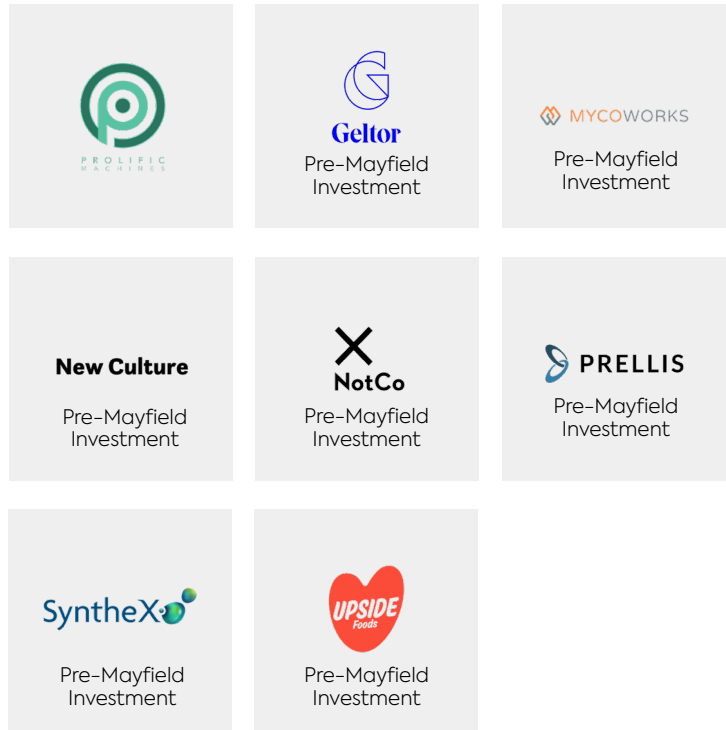 PROLIFIC
MACHINES
Geltor
Pre-Mayfield
Investment
MYCOWORKS
Pre-Mayfield
Investment
New Culture
Pre-Mayfield
Investment
NotCo
Pre-Mayfield
Investment
PRELLIS
Pre-Mayfield
Investment
SyntheX
Pre-Mayfield
Investment
UPSIDE
Foods
Pre-Mayfield
Investment